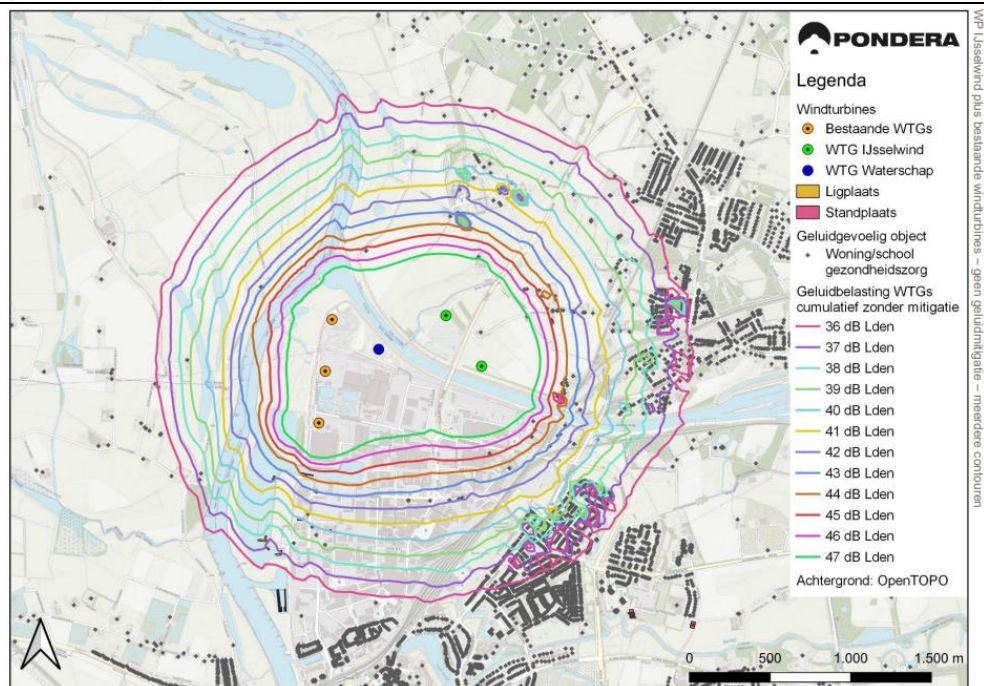 PONDERA
Legenda
Windturbines
Bestaande WTGs
WTG IJsselwind
WTG Waterschap
Ligplaats
Standplaats
Geluidgevoelig object
Woning/school
gezondheidszorg
Geluidbelasting WTGs
cumulatief zonder mitigatie
36 dB Lden
37 dB Lden
38 dB Lden
39 dB Lden
40 dB Lden
41 dB Lden
42 dB Lden
43 dB Lden
44 dB Lden
45 dB Lden
46 dB Lden
47 dB Lden
Achtergrond: OpenTOPO
0 500 1.000 1.500 m
WP IJsselwind plus bestaande windturbines – geen geluidmitigatie – meerdere contouren